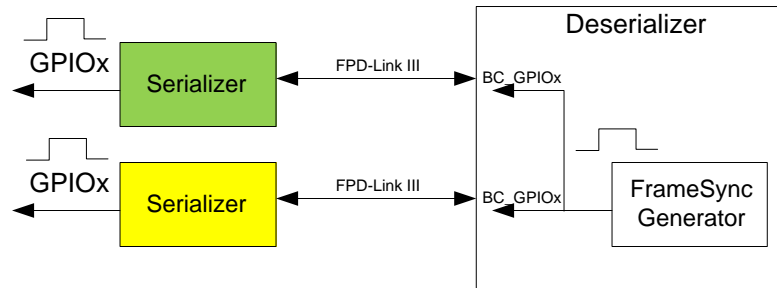 Deserializer
GPIOx
Serializer
FPD-Link III
BC_GPIOx
GPIOx
Serializer
FPD-Link III
BC_GPIOx
FrameSync
Generator